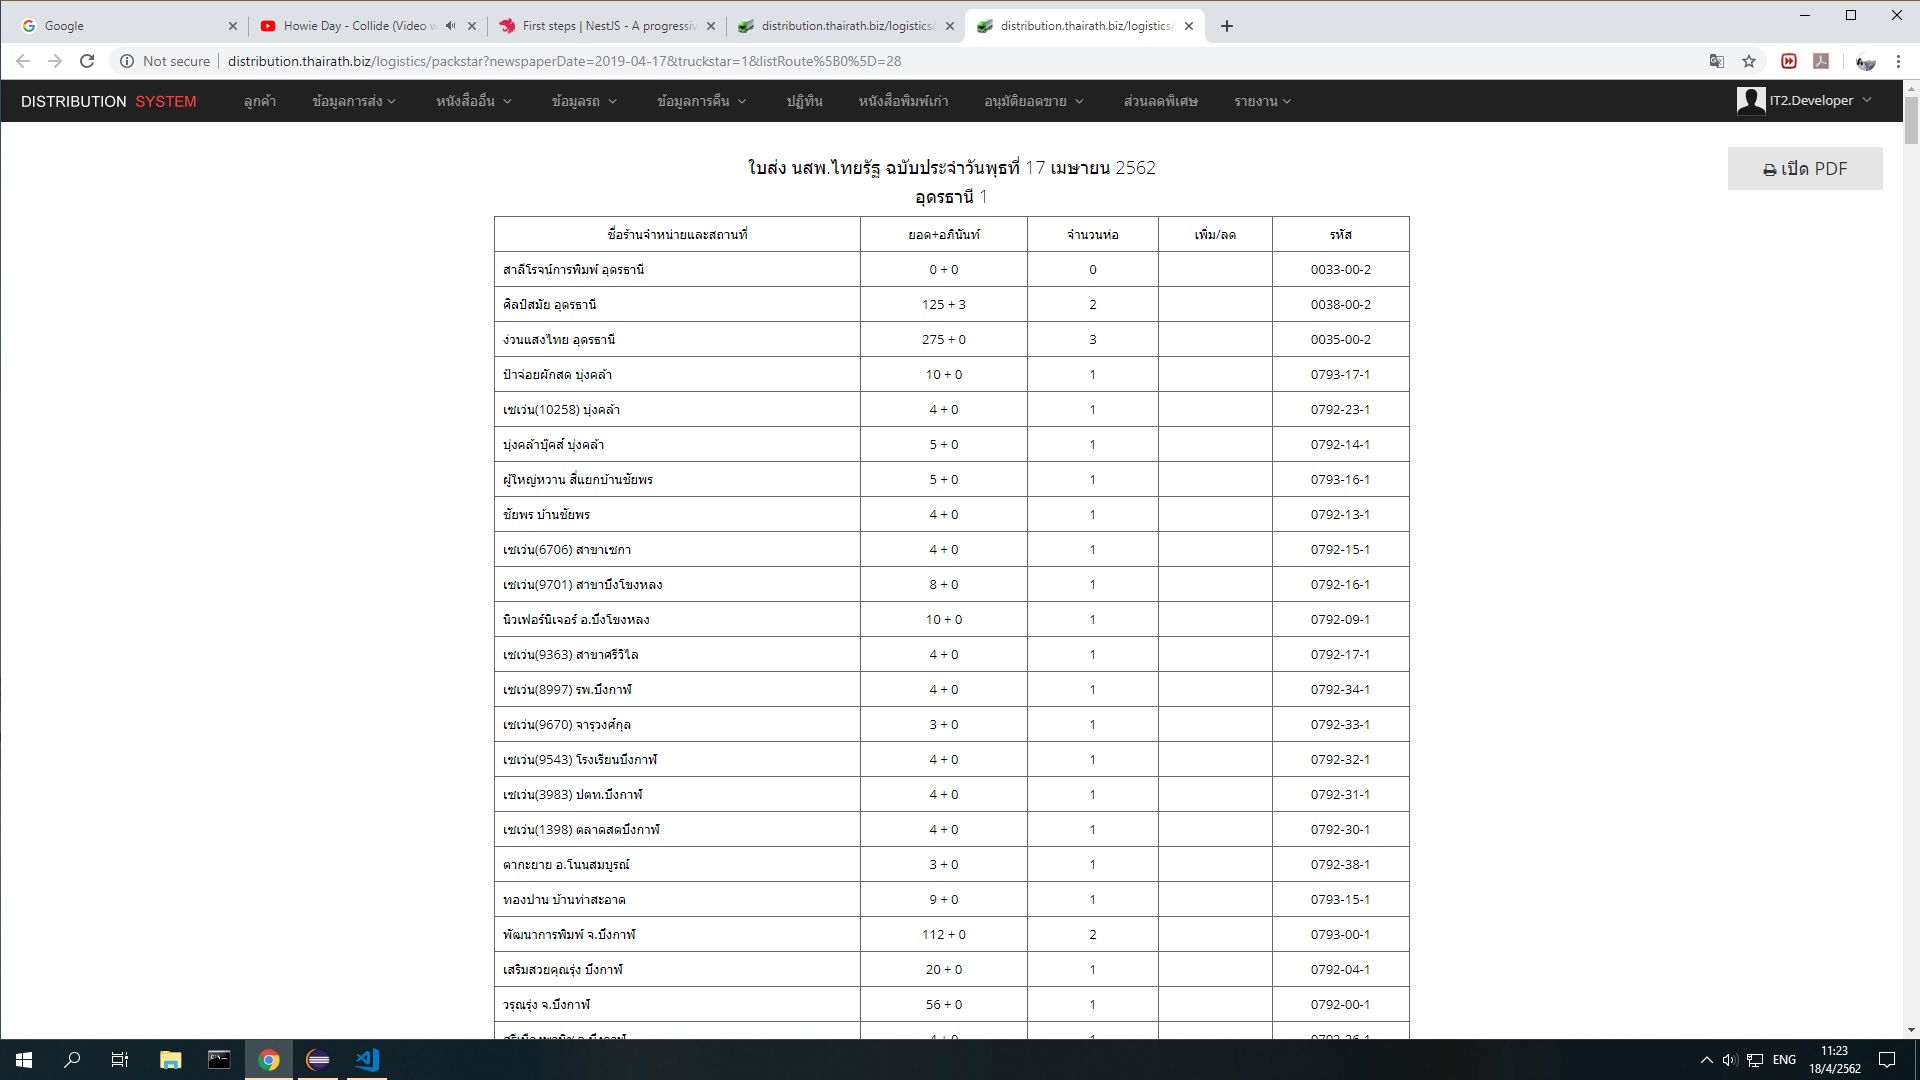 Google
Howie Day - Collide (Video w
First steps | NestJS - A progressiv
distribution.thairath.biz/logistics/
distribution.thairath.biz/logistics/
Not secure distribution.thairath.biz/logistics/packstar?newspaperDate=2019-04-17&truckstar=1&listRoute%5B0%5D=28
DISTRIBUTION SYSTEM ลูกค้า ข้อมูลการส่ง หนังสืออื่น ข้อมูลรถ ข้อมูลการคืน ปฏิทิน หนังสือพิมพ์เก่า อนุมัติยอดขาย ส่วนลดพิเศษ รายงาน IT2.Developer
ใบส่ง นสพ.ไทยรัฐ ฉบับประจำวันพุธที่ 17 เมษายน 2562
เปิด PDF
อุดรธานี 1
ชื่อร้านจำหน่ายและสถานที่ ยอด+อภินันท์ จำนวนห่อ เพิ่ม/ลด รหัส
สาลีโรจน์การพิมพ์ อุดรธานี 0 + 0 0 0033-00-2
ศิลป์สมัย อุดรธานี 125 + 3 2 0038-00-2
ง่วนแสงไทย อุดรธานี 275 + 0 3 0035-00-2
ป้าจ่อยผักสด บุ่งคล้า 10 + 0 1 0793-17-1
เซเว่น(10258) บุ่งคล้า 4 + 0 1 0792-23-1
บุ่งคล้าบุ๊คส์ บุ่งคล้า 5 + 0 1 0792-14-1
ผู้ใหญ่หวาน สี่แยกบ้านชัยพร 5 + 0 1 0793-16-1
ชัยพร บ้านชัยพร 4 + 0 1 0792-13-1
เซเว่น(6706) สาขาเซกา 4 + 0 1 0792-15-1
เซเว่น(9701) สาขาบึงโขงหลง 8 + 0 1 0792-16-1
นิวเฟอร์นิเจอร์ อ.บึงโขงหลง 10 + 0 1 0792-09-1
เซเว่น(9363) สาขาศรีวิไล 4 + 0 1 0792-17-1
เซเว่น(8997) รพ.บึงกาฬ 4 + 0 1 0792-34-1
เซเว่น(9670) จารุวงศ์กุล 3 + 0 1 0792-33-1
เซเว่น(9543) โรงเรียนบึงกาฬ 4 + 0 1 0792-32-1
เซเว่น(3983) ปตท.บึงกาฬ 4 + 0 1 0792-31-1
เซเว่น(1398) ตลาดสดบึงกาฬ 4 + 0 1 0792-30-1
ตากะยาย อ.โนนสมบูรณ์ 3 + 0 1 0792-38-1
ทองปาน บ้านท่าสะอาด 9 + 0 1 0793-15-1
พัฒนาการพิมพ์ จ.บึงกาฬ 112 + 0 2 0793-00-1
เสริมสวยคุณรุ่ง บึงกาฬ 20 + 0 1 0792-04-1
วรุณรุ่ง จ.บึงกาฬ 56 + 0 1 0792-00-1
ENG
11:23
18/4/2562